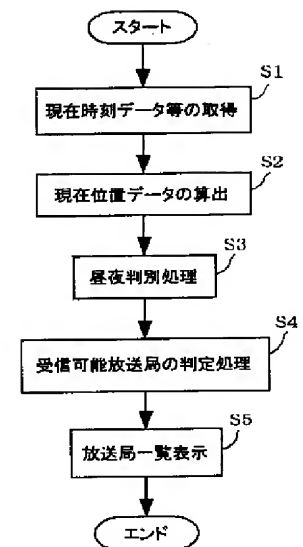 スタート
S1
現在時刻データ等の取得
S2
現在位置データの算出
S3
昼夜判別処理
S4
受信可能放送局の判定処理
S5
放送局一覧表示
エンド